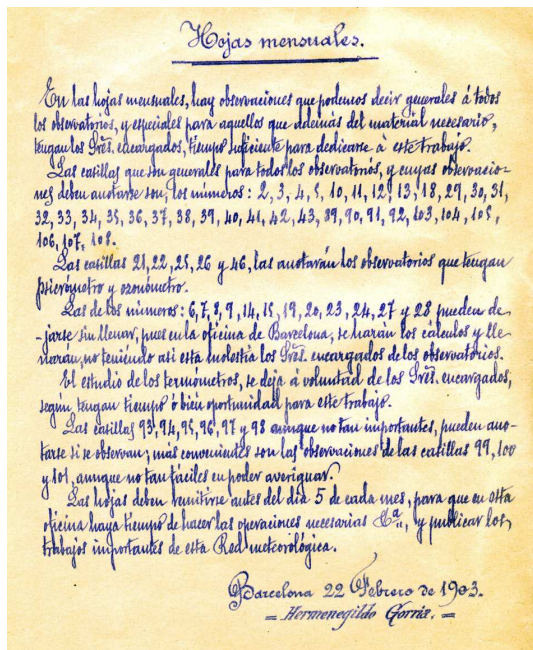 Hojas mensuales.
En las hojas mensuales, hay observaciones que podemos decir generales á todos
los observatorios, y especiales para aquellos que además del material necesario,
tengan los Sres. encargados, tiempo suficiente para dedicarse á este trabajo.
Las casillas que son generales para todos los observatorios, y cuyas observacio-
nes deben anotarse son, los números: 2, 3, 4, 5, 10, 11, 12, 13, 18, 29, 30, 31,
32, 33, 34, 35, 36, 37, 38, 39, 40, 41, 42, 43, 89, 90, 91, 92, 103, 104, 105,
106, 107, 108.
Las casillas 21, 22, 25, 26 y 46, las anotarán los observatorios que tengan
psicrómetro y ozonómetro.
Las de los números: 6, 7, 8, 9, 14, 15, 19, 20, 23, 24, 27 y 28 pueden de-
-jarse sin llenar, pues en la oficina de Barcelona, se harán los cálculos y lle-
narán, no teniendo asi esta molestia los Sres. encargados de los observatorios.
El estudio de los termómetros, se deja á voluntad de los Sres. encargados,
según tengan tiempo ó bien oportunidad para este trabajo.
Las casillas 93, 94, 95, 96, 97 y 98 aunque no tan importantes, pueden ano-
tarse si se observan; más convenientes son las observaciones de las casillas 99, 100
y 101, aunque no tan fáciles en poder averiguar.
Las hojas deben remitirse antes del día 5 de cada mes, para que en esta
oficina haya tiempo de hacer las operaciones necesarias &ª, y publicar los
trabajos importantes de esta Red meteorológica.
Barcelona 22 Febrero de 1903.
= Hermenegildo Gorria. =